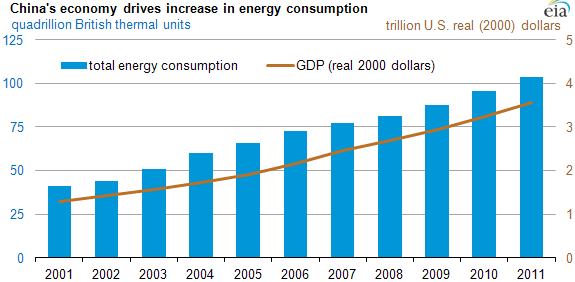 China's economy drives increase in energy consumption
eia
quadrillion British thermal units
trillion U.S. real (2000) dollars
125
5
total energy consumption
GDP (real 2000 dollars)
100
4
75
3
50
2
25
1
0
0
2001 2002 2003 2004 2005 2006 2007 2008 2009 2010 2011